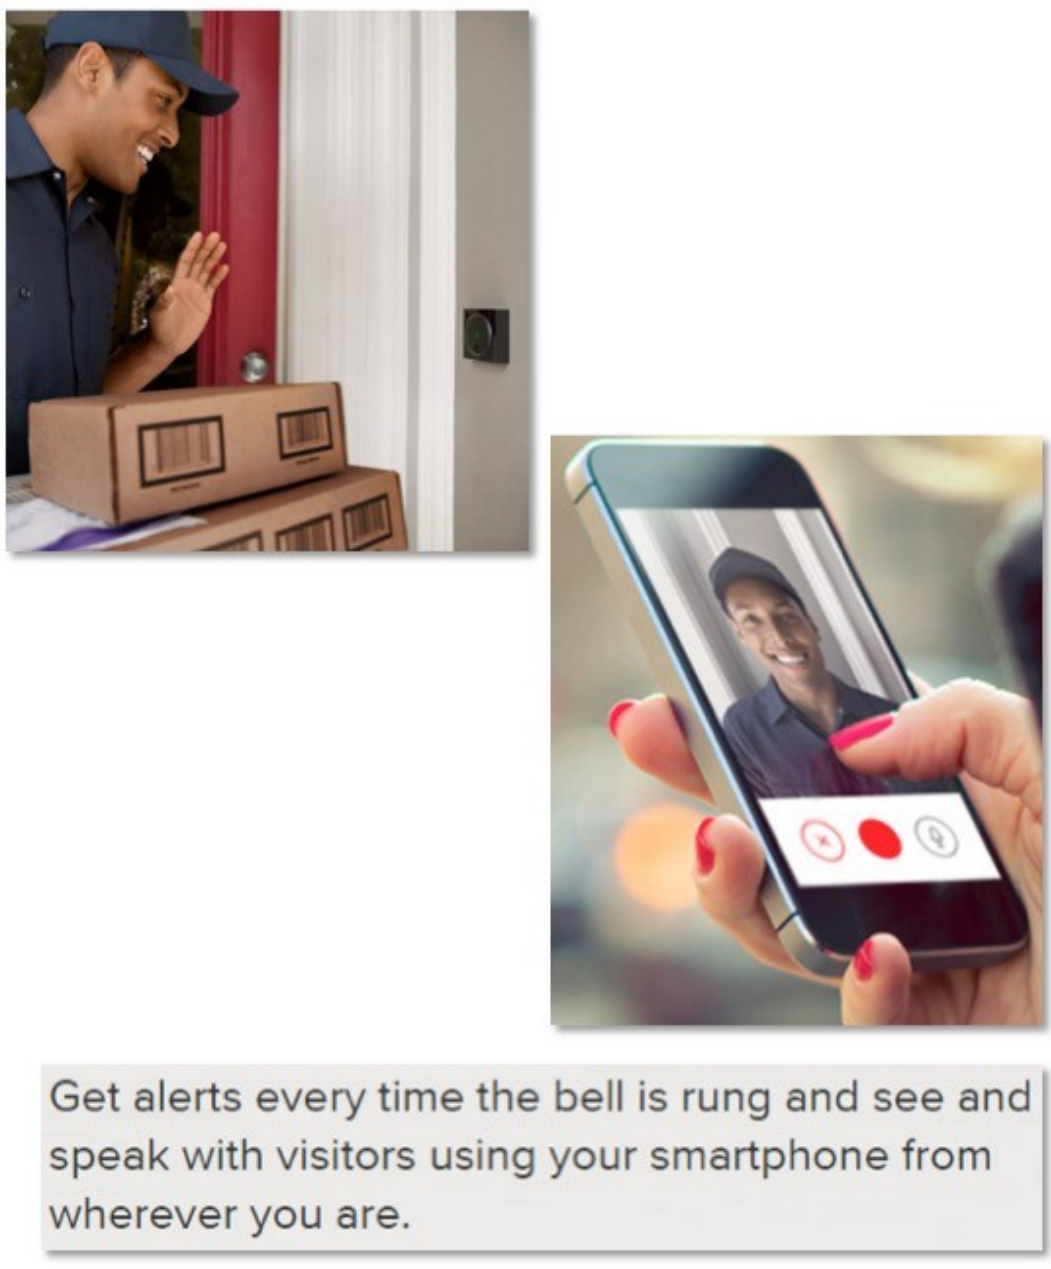 Get alerts every time the bell is rung and see and
speak with visitors using your smartphone from
wherever you are.